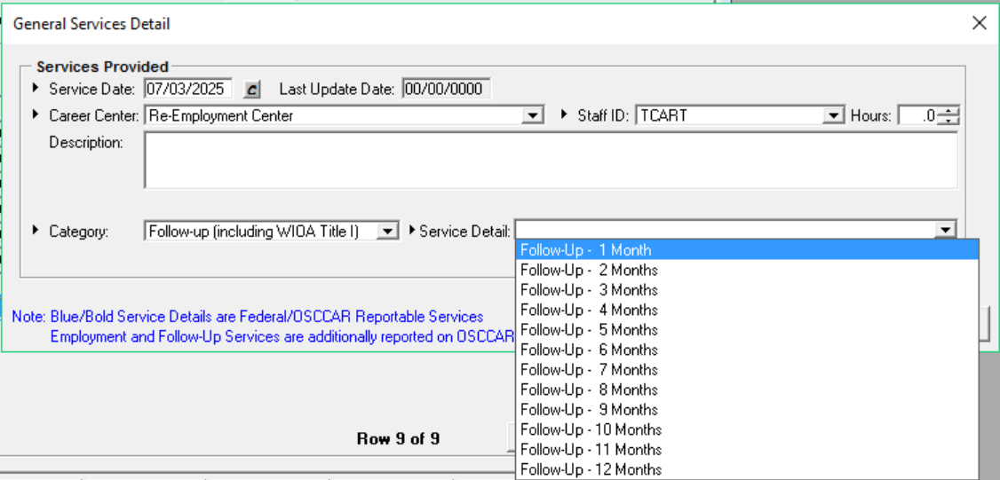 General Services Detail
Services Provided
Service Date: 07/03/2025 c Last Update Date: 00/00/0000
Career Center: Re-Employment Center Staff ID: TCART Hours: .0
Description:
Category: Follow-up (including WIOA Title I) Service Detail:
Follow-Up - 1 Month
Follow-Up - 2 Months
Follow-Up - 3 Months
Follow-Up - 4 Months
Follow-Up - 5 Months
Follow-Up - 6 Months
Follow-Up - 7 Months
Follow-Up - 8 Months
Follow-Up - 9 Months
Follow-Up - 10 Months
Follow-Up - 11 Months
Follow-Up - 12 Months
Note: Blue/Bold Service Details are Federal/OSCCAR Reportable Services
Employment and Follow-Up Services are additionally reported on OSCCAR
Row 9 of 9